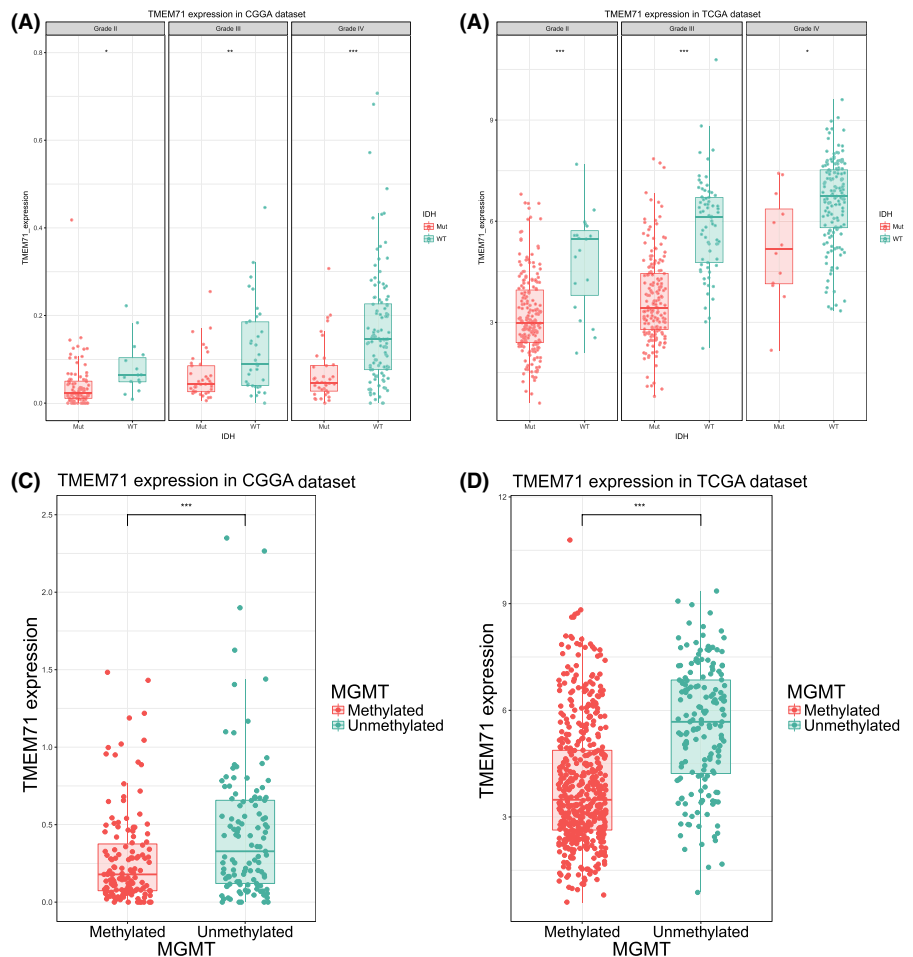 (A)
TMEM71 expression in CGGA dataset
Grade II
Grade III
Grade IV
*
**
***
0.8
0.6
0.4
0.2
0.0
TMEM71_expression
Mut
WT
Mut
WT
Mut
WT
IDH
IDH
Mut
WT
(A)
TMEM71 expression in TCGA dataset
Grade II
Grade III
Grade IV
***
***
*
9
6
3
TMEM71_expression
Mut
WT
Mut
WT
Mut
WT
IDH
IDH
Mut
WT
(C)
TMEM71 expression in CGGA dataset
***
2.5
2.0
1.5
1.0
0.5
0.0
TMEM71 expression
Methylated
Unmethylated
MGMT
MGMT
Methylated
Unmethylated
(D)
TMEM71 expression in TCGA dataset
***
12
9
6
3
TMEM71 expression
Methylated
Unmethylated
MGMT
MGMT
Methylated
Unmethylated